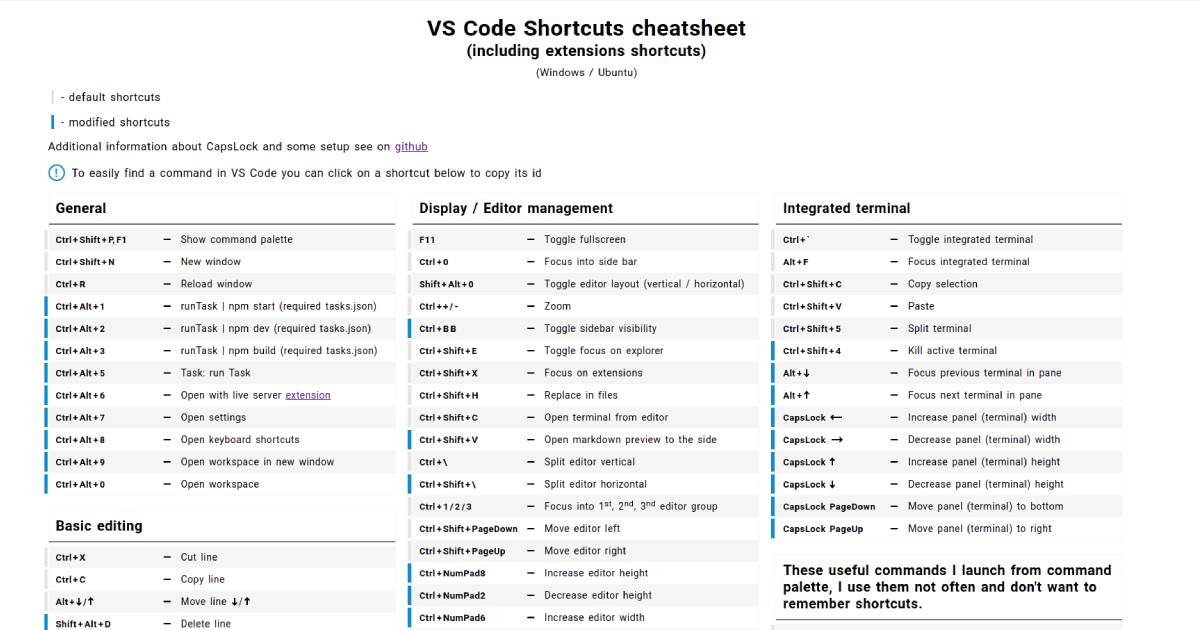 VS Code Shortcuts cheatsheet
(including extensions shortcuts)
(Windows / Ubuntu)
- default shortcuts
- modified shortcuts
Additional information about CapsLock and some setup see on github
! To easily find a command in VS Code you can click on a shortcut below to copy its id
General
Ctrl+Shift+P, F1 — Show command palette
Ctrl+Shift+N — New window
Ctrl+R — Reload window
Ctrl+Alt+1 — runTask | npm start (required tasks.json)
Ctrl+Alt+2 — runTask | npm dev (required tasks.json)
Ctrl+Alt+3 — runTask | npm build (required tasks.json)
Ctrl+Alt+5 — Task: run Task
Ctrl+Alt+6 — Open with live server extension
Ctrl+Alt+7 — Open settings
Ctrl+Alt+8 — Open keyboard shortcuts
Ctrl+Alt+9 — Open workspace in new window
Ctrl+Alt+0 — Open workspace
Basic editing
Ctrl+X — Cut line
Ctrl+C — Copy line
Alt+↓/↑ — Move line ↓/↑
Shift+Alt+D — Delete line
Display / Editor management
F11 — Toggle fullscreen
Ctrl+0 — Focus into side bar
Shift+Alt+0 — Toggle editor layout (vertical / horizontal)
Ctrl++/- — Zoom
Ctrl+BB — Toggle sidebar visibility
Ctrl+Shift+E — Toggle focus on explorer
Ctrl+Shift+X — Focus on extensions
Ctrl+Shift+H — Replace in files
Ctrl+Shift+C — Open terminal from editor
Ctrl+Shift+V — Open markdown preview to the side
Ctrl+\ — Split editor vertical
Ctrl+Shift+\ — Split editor horizontal
Ctrl+1/2/3 — Focus into 1st, 2nd, 3nd editor group
Ctrl+Shift+PageDown — Move editor left
Ctrl+Shift+PageUp — Move editor right
Ctrl+NumPad8 — Increase editor height
Ctrl+NumPad2 — Decrease editor height
Ctrl+NumPad6 — Increase editor width
Integrated terminal
Ctrl+` — Toggle integrated terminal
Alt+F — Focus integrated terminal
Ctrl+Shift+C — Copy selection
Ctrl+Shift+V — Paste
Ctrl+Shift+5 — Split terminal
Ctrl+Shift+4 — Kill active terminal
Alt+↓ — Focus previous terminal in pane
Alt+↑ — Focus next terminal in pane
CapsLock ← — Increase panel (terminal) width
CapsLock → — Decrease panel (terminal) width
CapsLock ↑ — Increase panel (terminal) height
CapsLock ↓ — Decrease panel (terminal) height
CapsLock PageDown — Move panel (terminal) to bottom
CapsLock PageUp — Move panel (terminal) to right
These useful commands I launch from command
palette, I use them not often and don't want to
remember shortcuts.